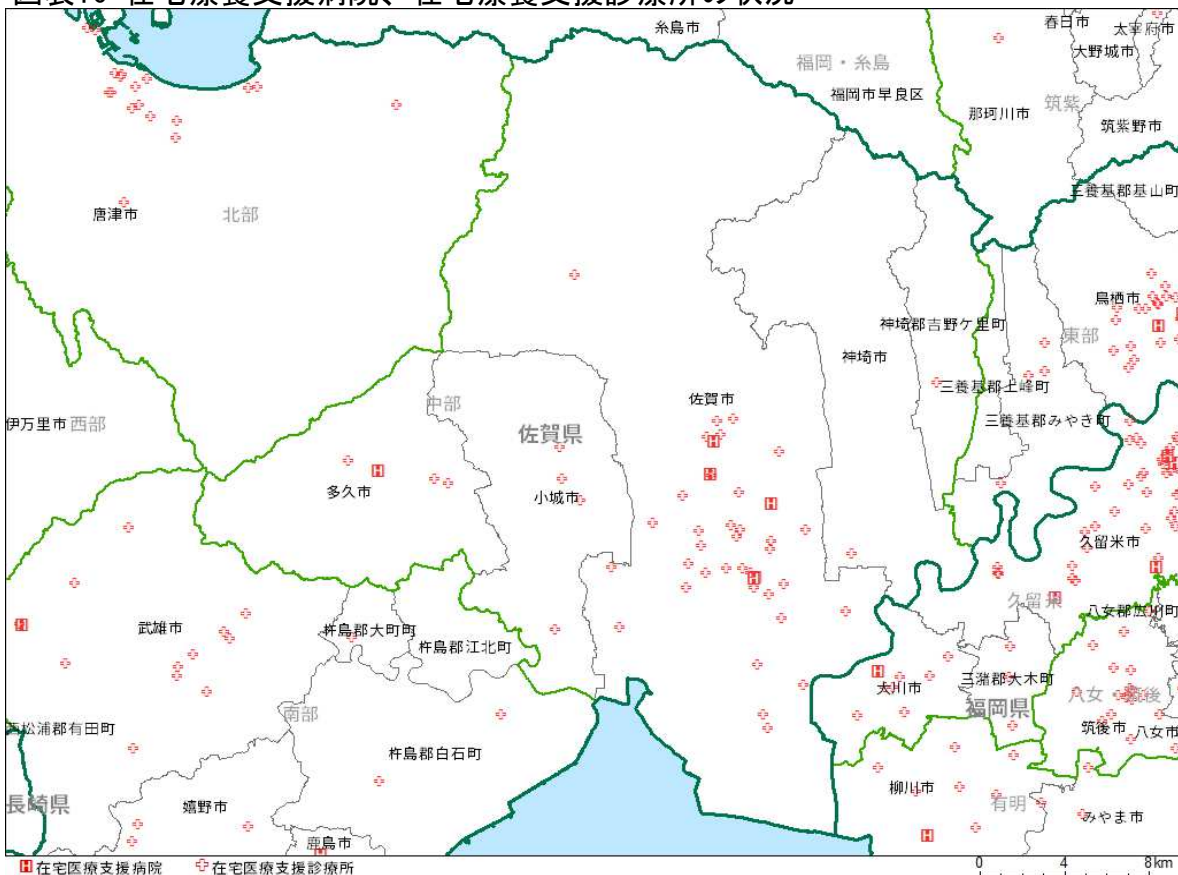 図表10 在宅療養支援病院、在宅療養支援診療所の状況
糸島市
春日市
太宰府市
大野城市
福岡・糸島
福岡市早良区
那珂川市
筑紫
筑紫野市
三養基郡基山町
唐津市
北部
鳥栖市
神埼郡吉野ケ里町
東部
神埼市
三養基郡上峰町
佐賀市
中部
三養基郡みやき町
伊万里市
西部
佐賀県
多久市
小城市
久留米市
久留米
八女郡広川町
武雄市
杵島郡大町町
杵島郡江北町
大川市
三潴郡大木町
八女・筑後
福岡県
南部
西松浦郡有田町
杵島郡白石町
筑後市
八女市
長崎県
嬉野市
柳川市
有明
みやま市
鹿島市
在宅医療支援病院 在宅医療支援診療所
0 4 8km